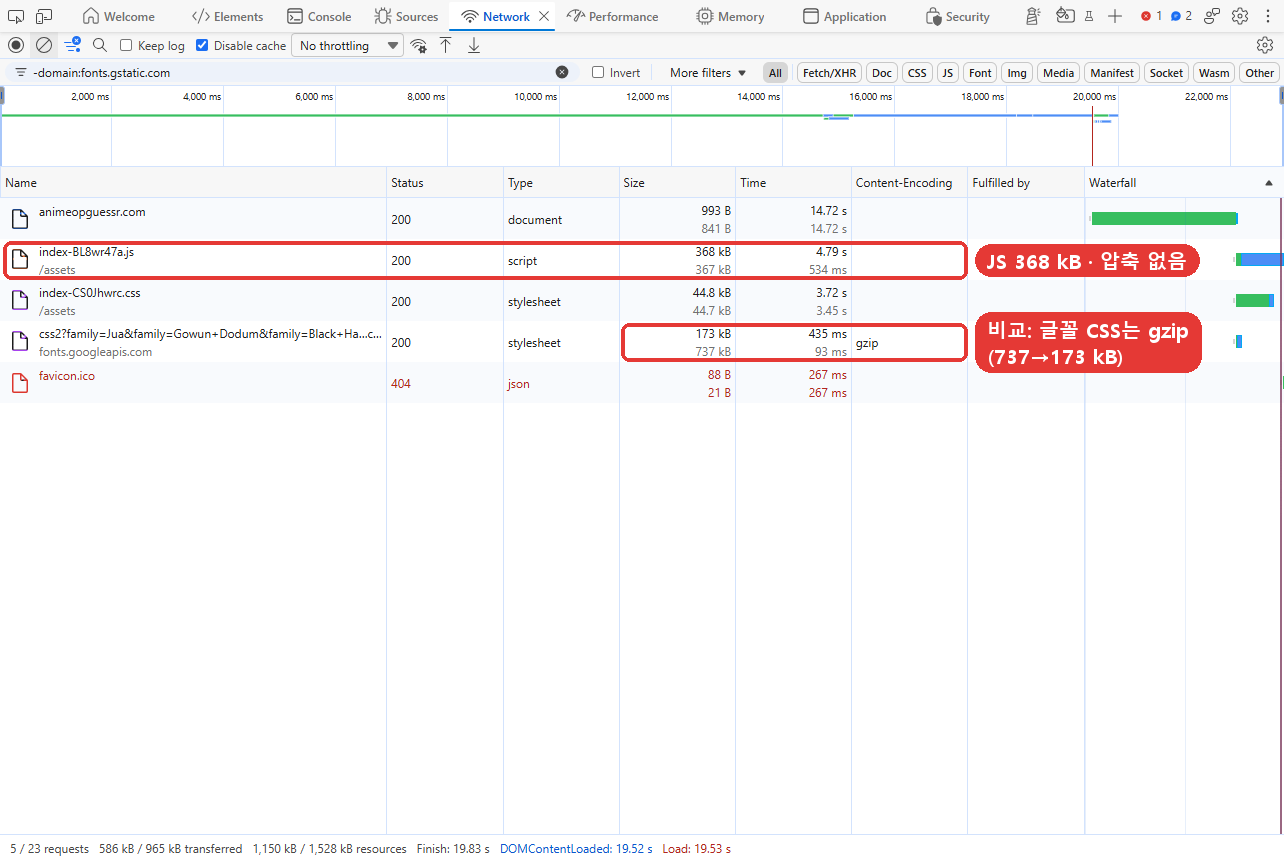 Welcome Elements Console Sources Network Performance Memory Application Security 1 2
Keep log Disable cache No throttling
-domain:fonts.gstatic.com Invert More filters All Fetch/XHR Doc CSS JS Font Img Media Manifest Socket Wasm Other
2,000 ms 4,000 ms 6,000 ms 8,000 ms 10,000 ms 12,000 ms 14,000 ms 16,000 ms 18,000 ms 20,000 ms 22,000 ms
Name Status Type Size Time Content-Encoding Fulfilled by Waterfall
animeopguessr.com 200 document 993 B 14.72 s
841 B 14.72 s
index-BL8wr47a.js 200 script 368 kB 4.79 s
/assets 367 kB 534 ms
JS 368 kB · 압축 없음
index-CS0Jhwrc.css 200 stylesheet 44.8 kB 3.72 s
/assets 44.7 kB 3.45 s
css2?family=Jua&family=Gowun+Dodum&family=Black+Ha...c... 200 stylesheet 173 kB 435 ms gzip
fonts.googleapis.com 737 kB 93 ms
비교: 글꼴 CSS는 gzip
(737→173 kB)
favicon.ico 404 json 88 B 267 ms
21 B 267 ms
5 / 23 requests 586 kB / 965 kB transferred 1,150 kB / 1,528 kB resources Finish: 19.83 s DOMContentLoaded: 19.52 s Load: 19.53 s